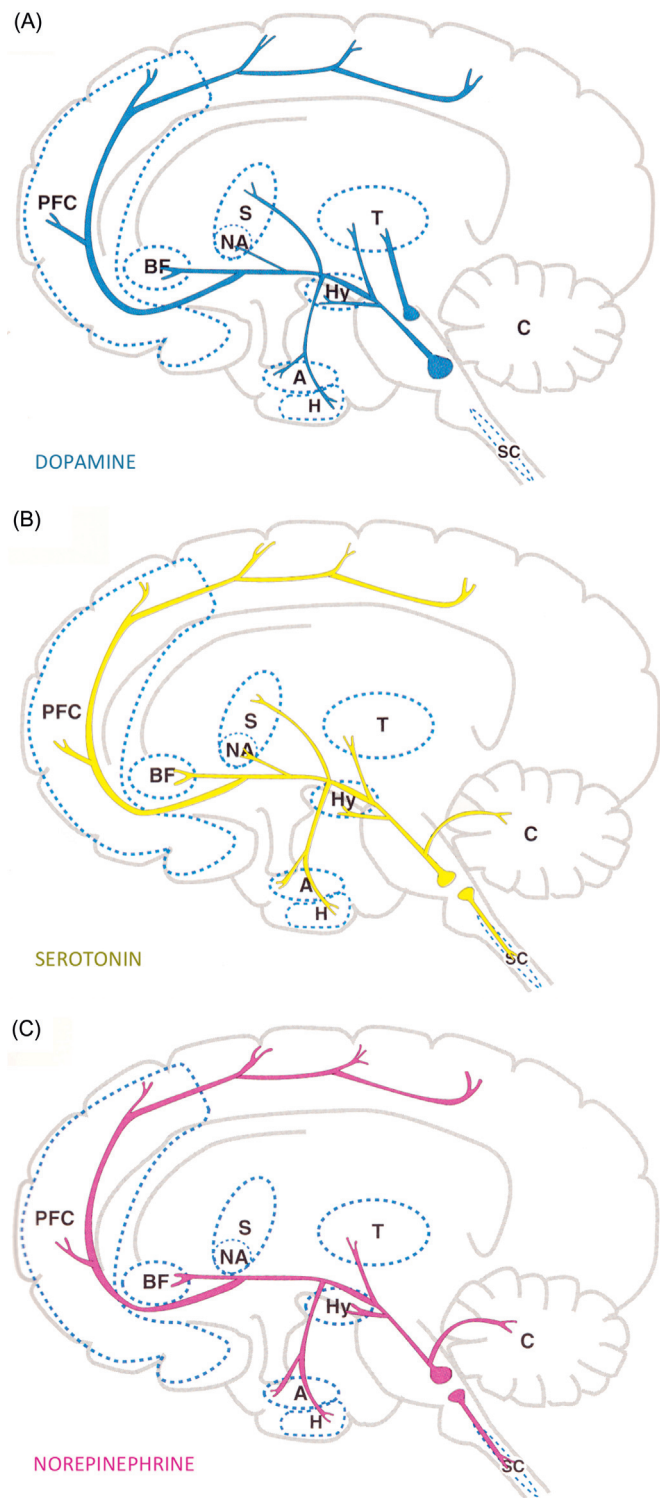 (A)
PFC
S
T
NA
BF
Hy
C
A
H
SC
DOPAMINE
(B)
PFC
S
T
NA
BF
Hy
C
A
H
SC
SEROTONIN
(C)
PFC
S
T
NA
BF
Hy
C
A
H
SC
NOREPINEPHRINE